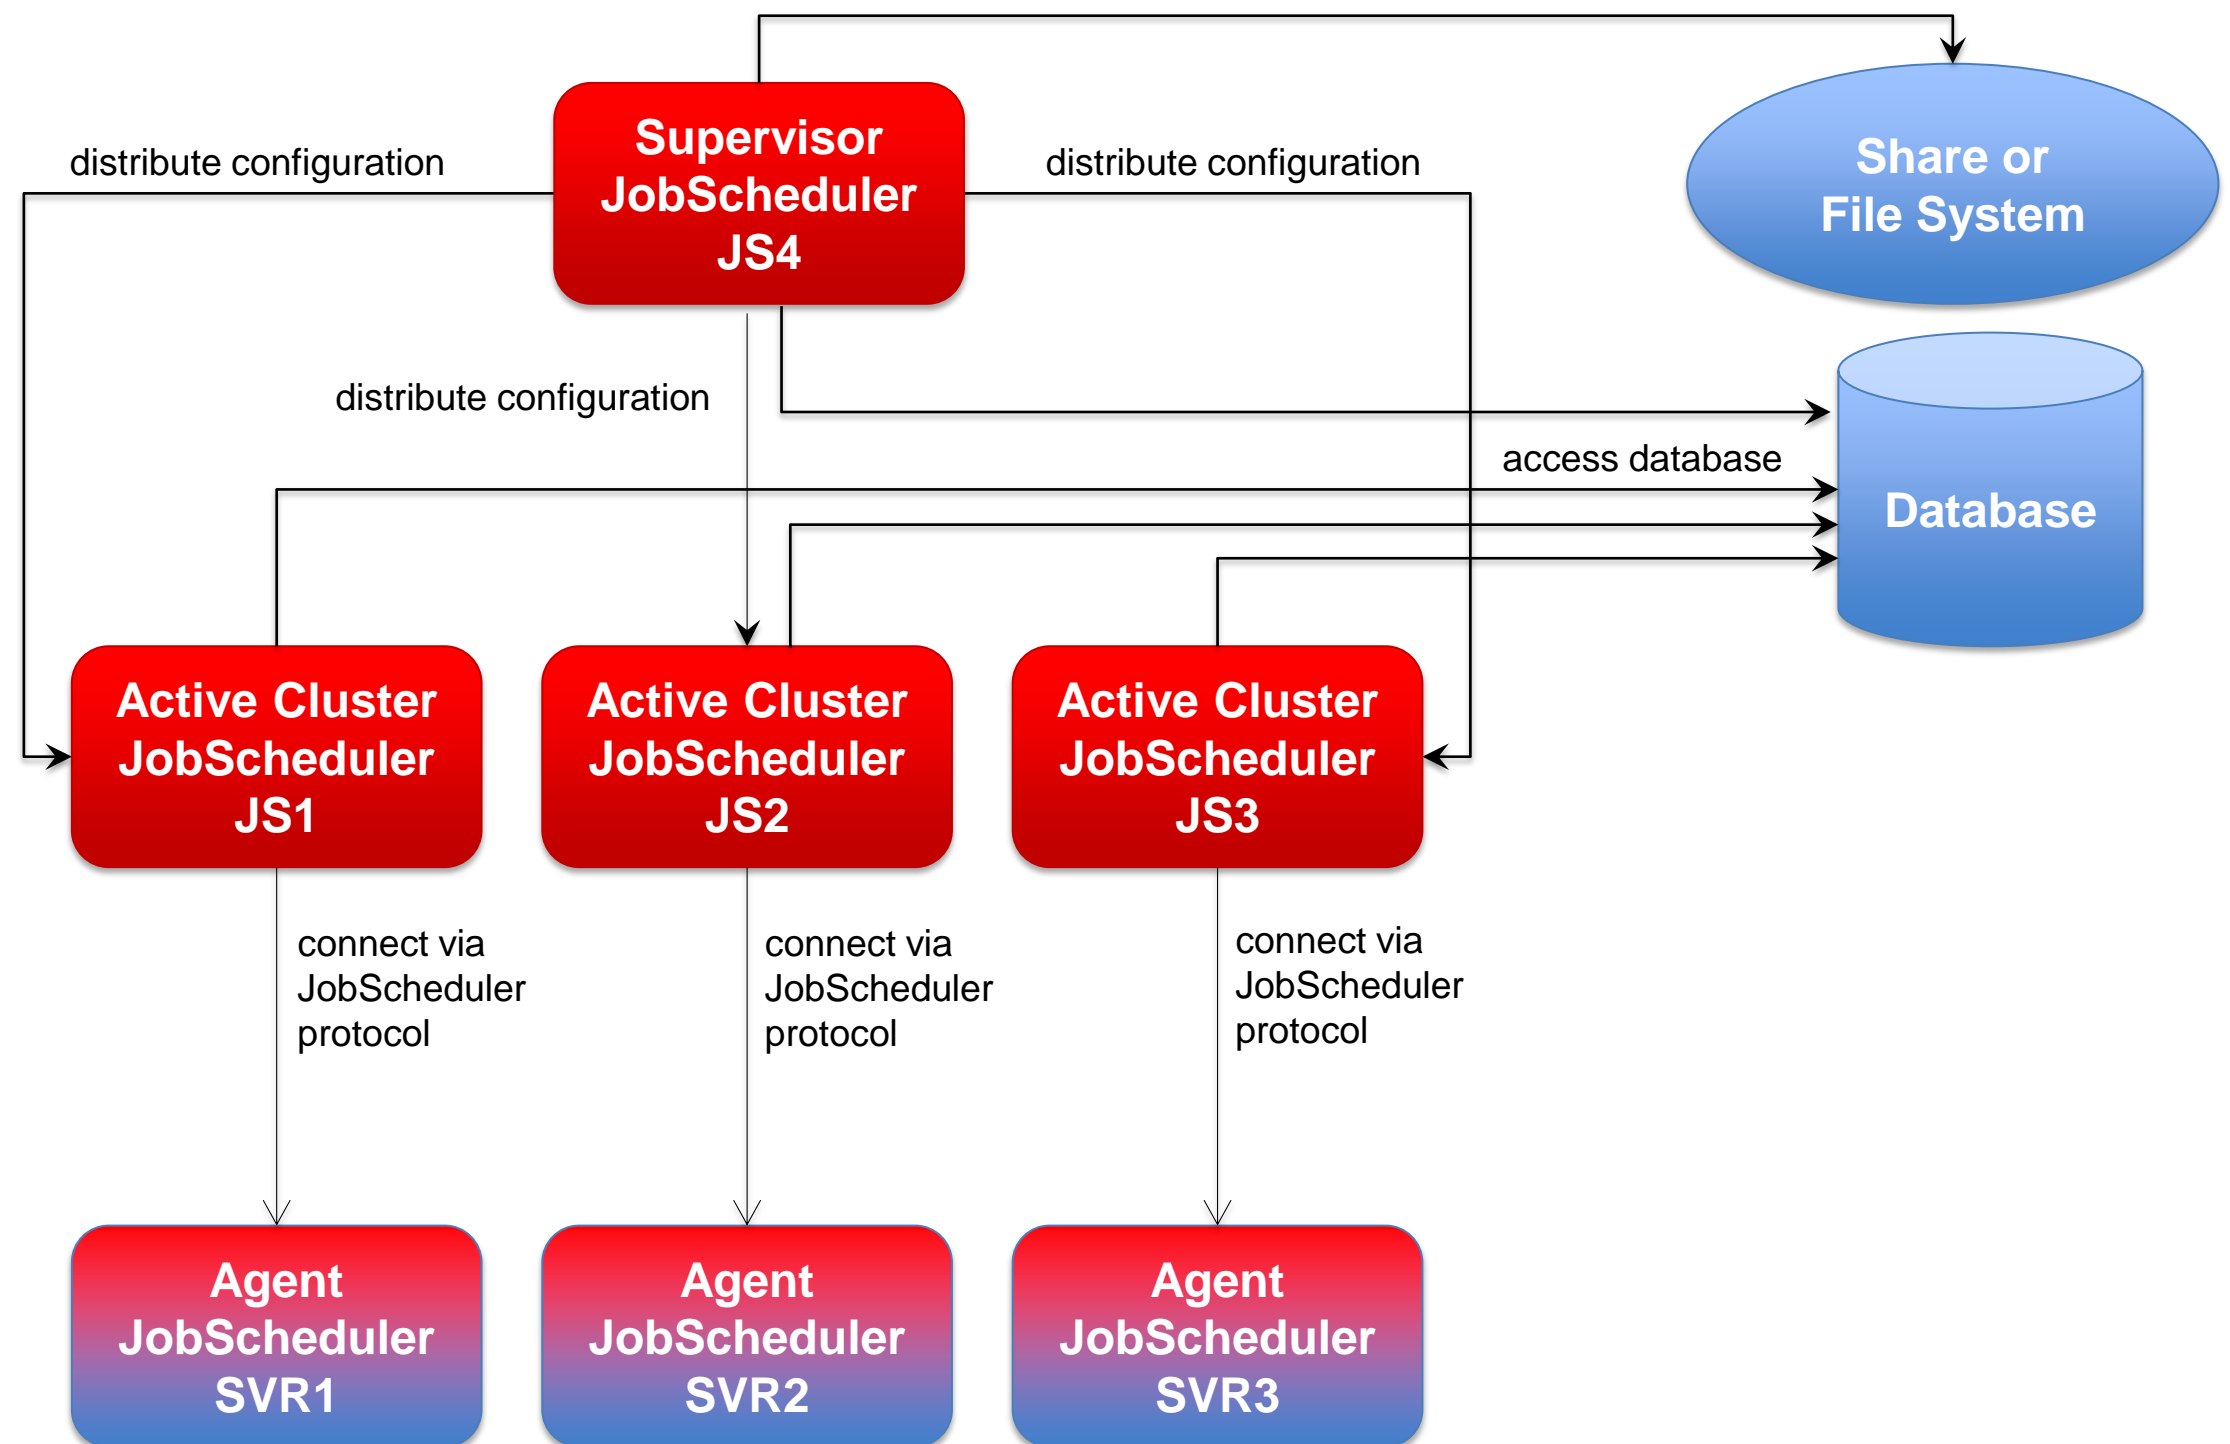 Supervisor
JobScheduler
JS4
distribute configuration
distribute configuration
Share or
File System
distribute configuration
access database
Database
Active Cluster
JobScheduler
JS1
Active Cluster
JobScheduler
JS2
Active Cluster
JobScheduler
JS3
connect via
JobScheduler
protocol
connect via
JobScheduler
protocol
connect via
JobScheduler
protocol
Agent
JobScheduler
SVR1
Agent
JobScheduler
SVR2
Agent
JobScheduler
SVR3